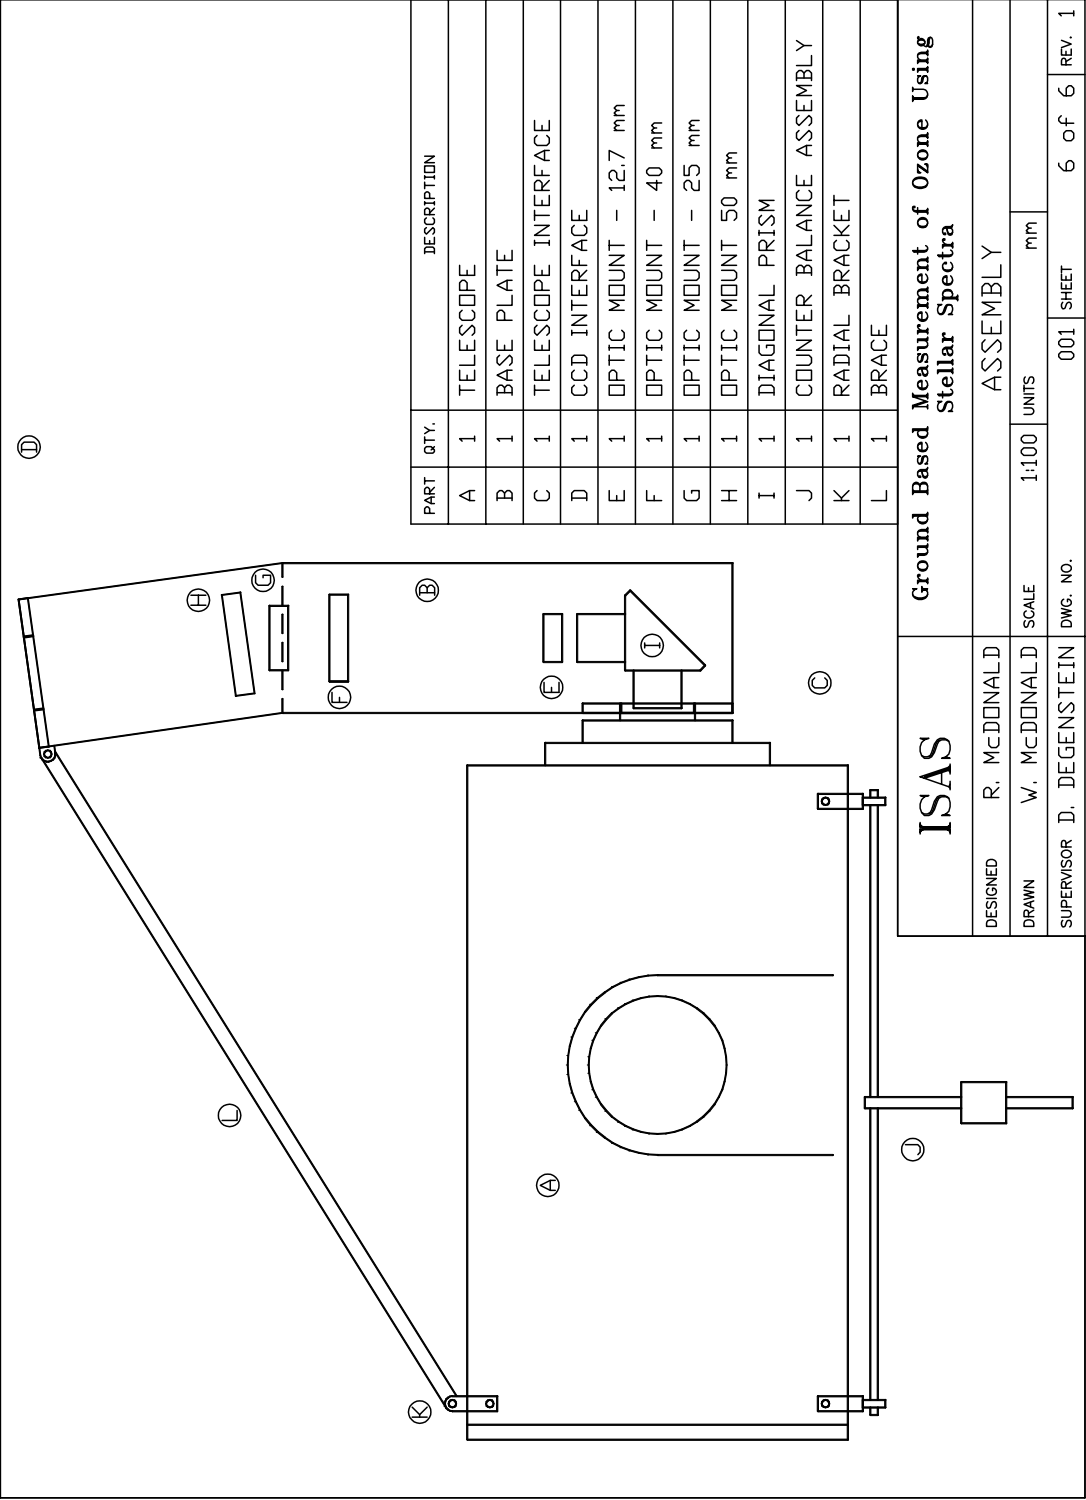 D
H
G
F
B
E
I
C
L
A
J
K
PART QTY. DESCRIPTION
A 1 TELESCOPE
B 1 BASE PLATE
C 1 TELESCOPE INTERFACE
D 1 CCD INTERFACE
E 1 OPTIC MOUNT - 12.7 mm
F 1 OPTIC MOUNT - 40 mm
G 1 OPTIC MOUNT - 25 mm
H 1 OPTIC MOUNT 50 mm
I 1 DIAGONAL PRISM
J 1 COUNTER BALANCE ASSEMBLY
K 1 RADIAL BRACKET
L 1 BRACE
ISAS
Ground Based Measurement of Ozone Using
Stellar Spectra
DESIGNED R. McDONALD
ASSEMBLY
DRAWN W. McDONALD SCALE 1:100 UNITS mm
SUPERVISOR D. DEGENSTEIN DWG. NO. 001 SHEET 6 of 6 REV. 1